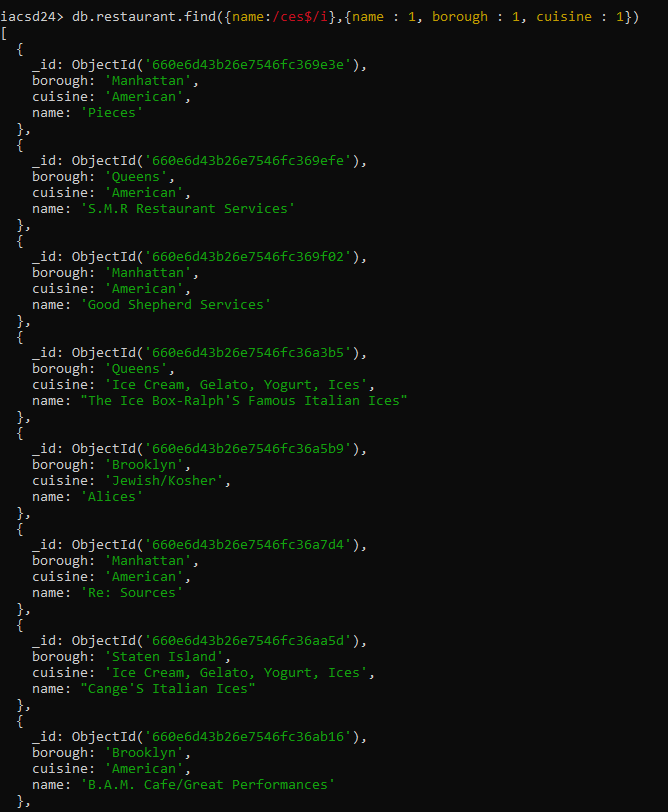 iacsd24> db.restaurant.find({name:/ces$/i},{name : 1, borough : 1, cuisine : 1})
[
  {
    _id: ObjectId('660e6d43b26e7546fc369e3e'),
    borough: 'Manhattan',
    cuisine: 'American',
    name: 'Pieces'
  },
  {
    _id: ObjectId('660e6d43b26e7546fc369efe'),
    borough: 'Queens',
    cuisine: 'American',
    name: 'S.M.R Restaurant Services'
  },
  {
    _id: ObjectId('660e6d43b26e7546fc369f02'),
    borough: 'Manhattan',
    cuisine: 'American',
    name: 'Good Shepherd Services'
  },
  {
    _id: ObjectId('660e6d43b26e7546fc36a3b5'),
    borough: 'Queens',
    cuisine: 'Ice Cream, Gelato, Yogurt, Ices',
    name: "The Ice Box-Ralph'S Famous Italian Ices"
  },
  {
    _id: ObjectId('660e6d43b26e7546fc36a5b9'),
    borough: 'Brooklyn',
    cuisine: 'Jewish/Kosher',
    name: 'Alices'
  },
  {
    _id: ObjectId('660e6d43b26e7546fc36a7d4'),
    borough: 'Manhattan',
    cuisine: 'American',
    name: 'Re: Sources'
  },
  {
    _id: ObjectId('660e6d43b26e7546fc36aa5d'),
    borough: 'Staten Island',
    cuisine: 'Ice Cream, Gelato, Yogurt, Ices',
    name: "Cange'S Italian Ices"
  },
  {
    _id: ObjectId('660e6d43b26e7546fc36ab16'),
    borough: 'Brooklyn',
    cuisine: 'American',
    name: 'B.A.M. Cafe/Great Performances'
  },